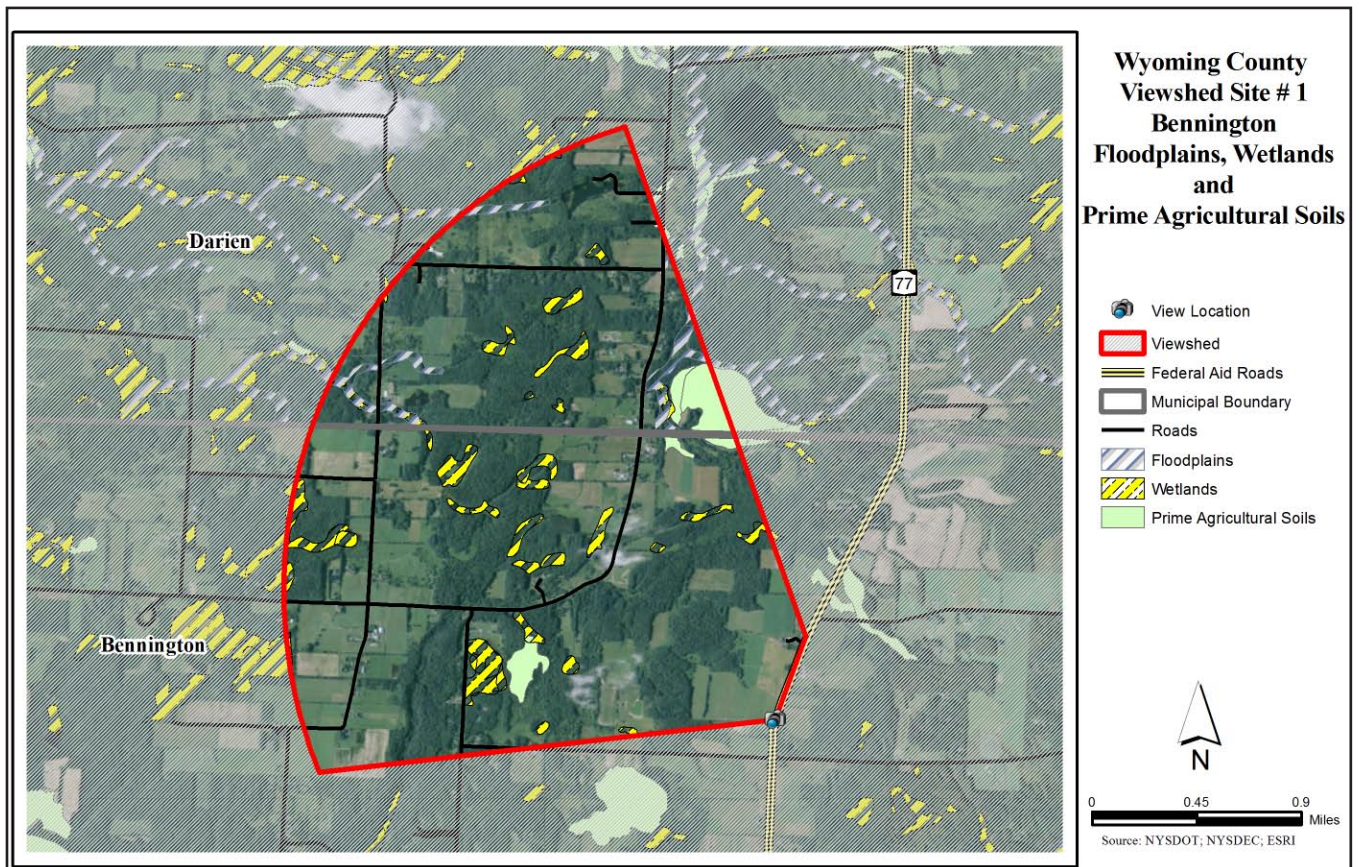 Wyoming County
Viewshed Site # 1
Bennington
Floodplains, Wetlands
and
Prime Agricultural Soils
Darien
77
Bennington
View Location
Viewshed
Federal Aid Roads
Municipal Boundary
Roads
Floodplains
Wetlands
Prime Agricultural Soils
N
0 0.45 0.9
Miles
Source: NYSDOT; NYSDEC; ESRI